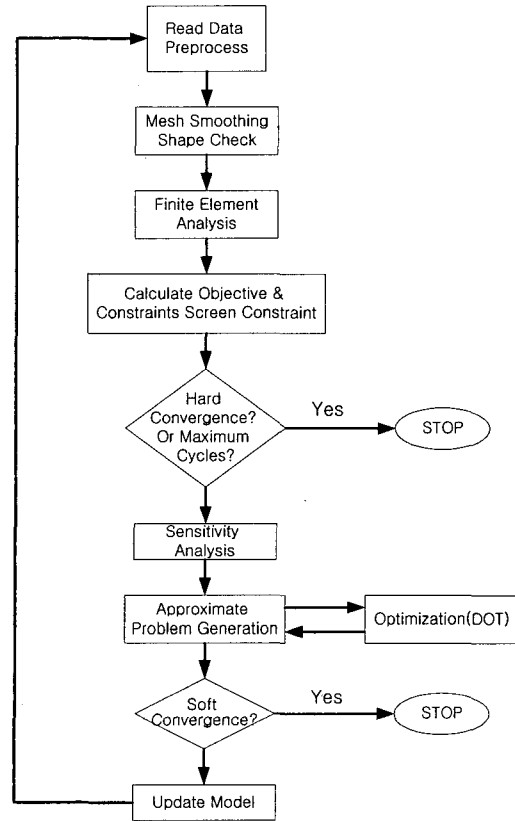 Read Data
Preprocess
Mesh Smoothing
Shape Check
Finite Element
Analysis
Calculate Objective &
Constraints Screen Constraint
Hard
Convergence?
Or Maximum
Cycles?
Yes
STOP
Sensitivity
Analysis
Approximate
Problem Generation
Optimization(DOT)
Soft
Convergence?
Yes
STOP
Update Model